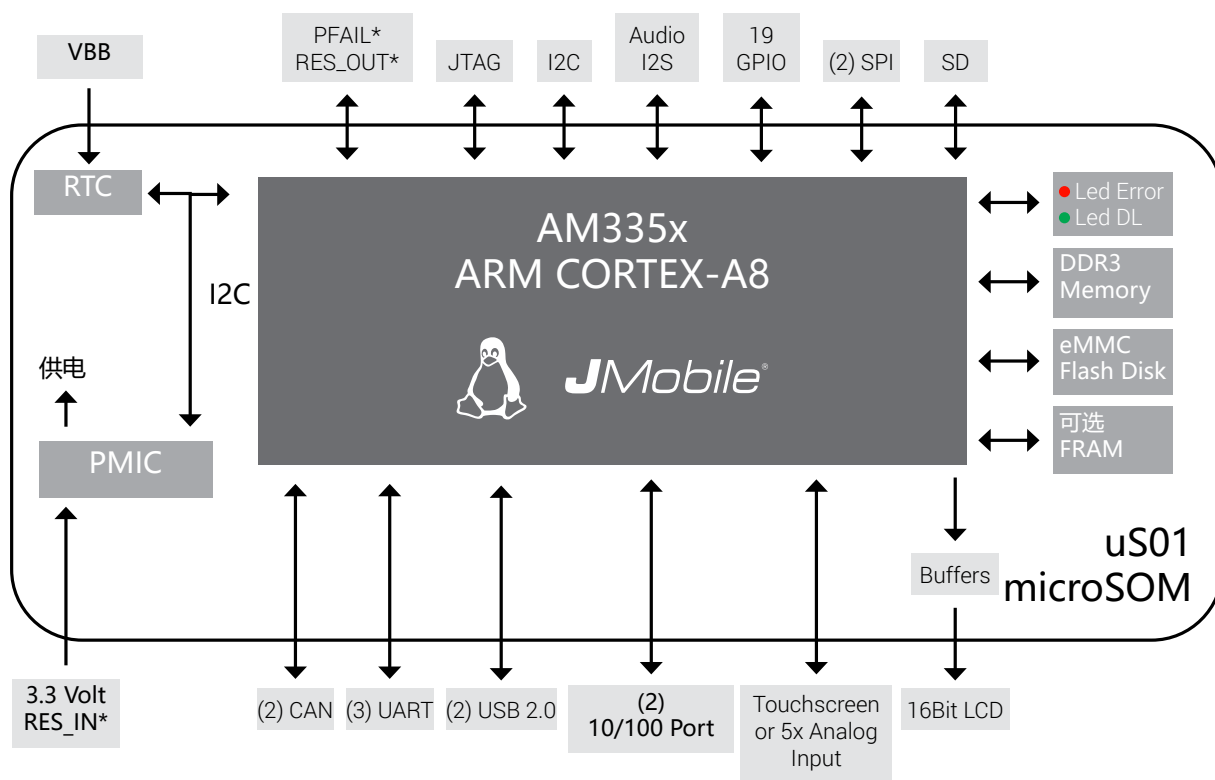 VBB
PFAIL*
RES_OUT*
JTAG
I2C
Audio
I2S
19
GPIO
(2) SPI
SD
RTC
I2C
供电
PMIC
AM335x
ARM CORTEX-A8
JMobile®
Led Error
Led DL
DDR3
Memory
eMMC
Flash Disk
可选
FRAM
Buffers
uS01
microSOM
3.3 Volt
RES_IN*
(2) CAN
(3) UART
(2) USB 2.0
(2)
10/100 Port
Touchscreen
or 5x Analog
Input
16Bit LCD